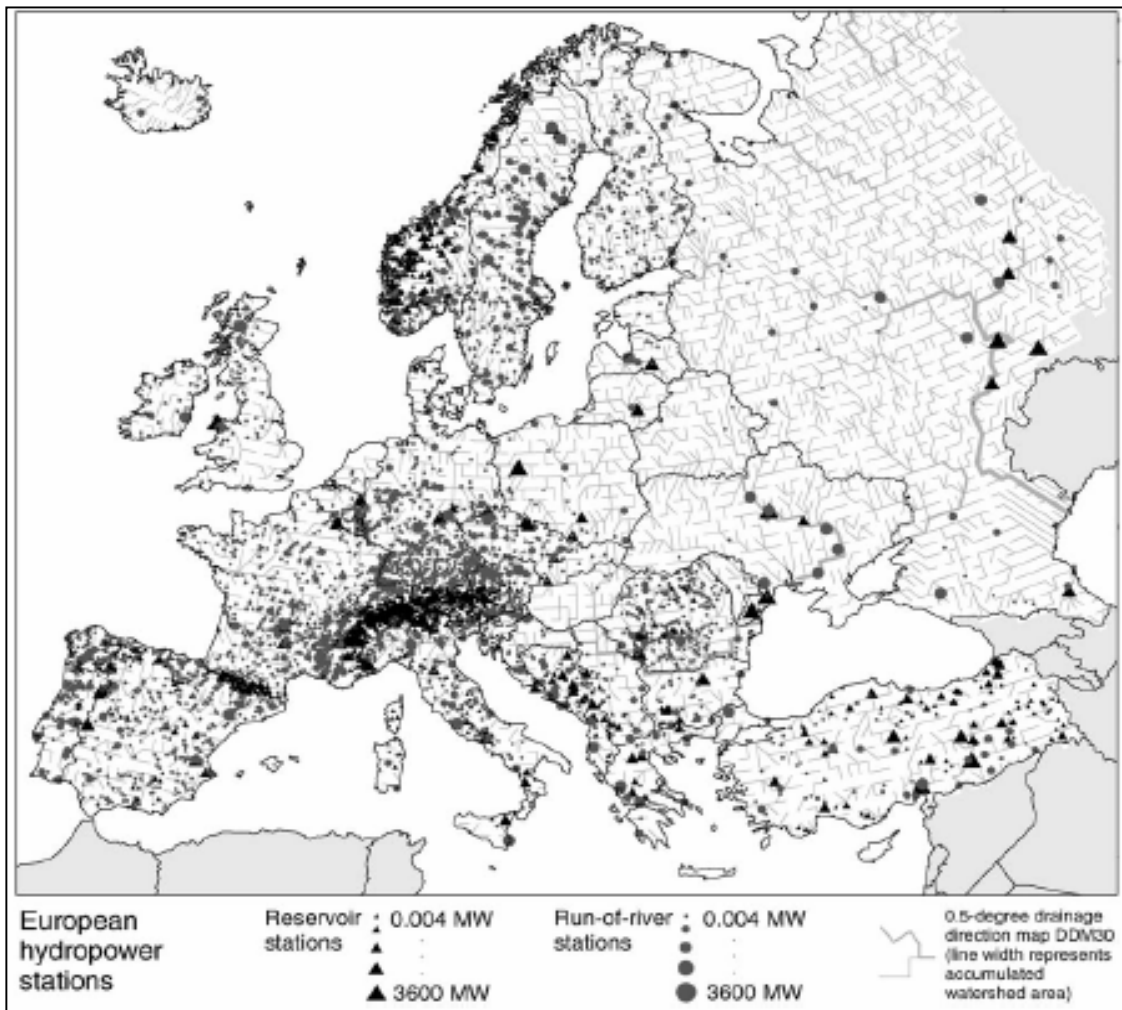 European
hydropower
stations
Reservoir
stations
0.004 MW
3600 MW
Run-of-river
stations
0.004 MW
3600 MW
0.5-degree drainage
direction map DDM30
(line width represents
accumulated
watershed area)